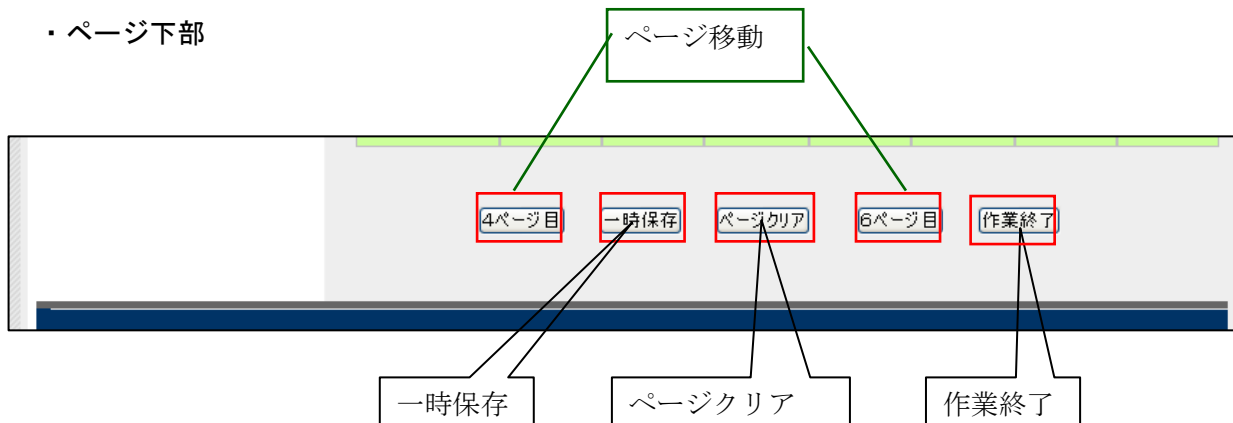 ・ページ下部
ページ移動
4ページ目
一時保存
ページクリア
6ページ目
作業終了
一時保存
ページクリア
作業終了